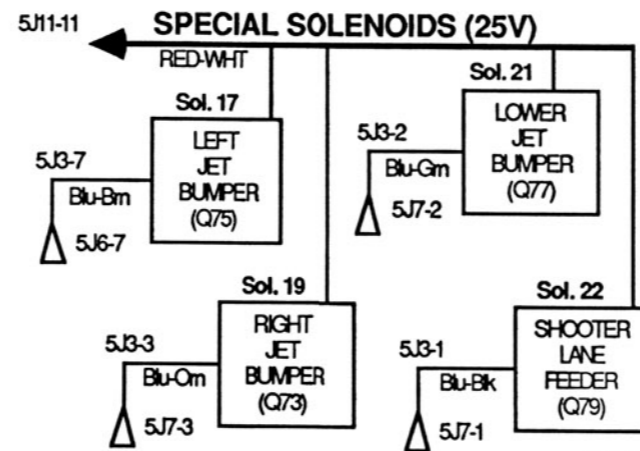 5J11-11
SPECIAL SOLENOIDS (25V)
RED-WHT
Sol. 17
LEFT
JET
BUMPER
(Q75)
5J3-7
Blu-Brn
5J6-7
Sol. 21
LOWER
JET
BUMPER
(Q77)
5J3-2
Blu-Grn
5J7-2
Sol. 19
RIGHT
JET
BUMPER
(Q73)
5J3-3
Blu-Orn
5J7-3
Sol. 22
SHOOTER
LANE
FEEDER
(Q79)
5J3-1
Blu-Blk
5J7-1